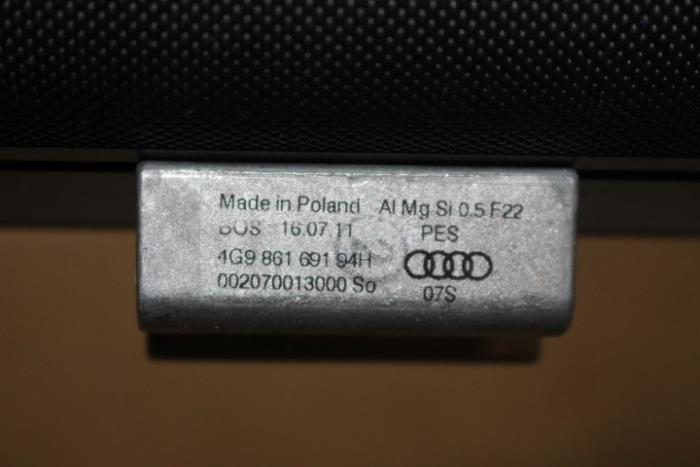 Made in Poland Al Mg Si 0.5 F22
BOS 16.07.11 PES
4G9 861 691 94H
002070013000 So 07S